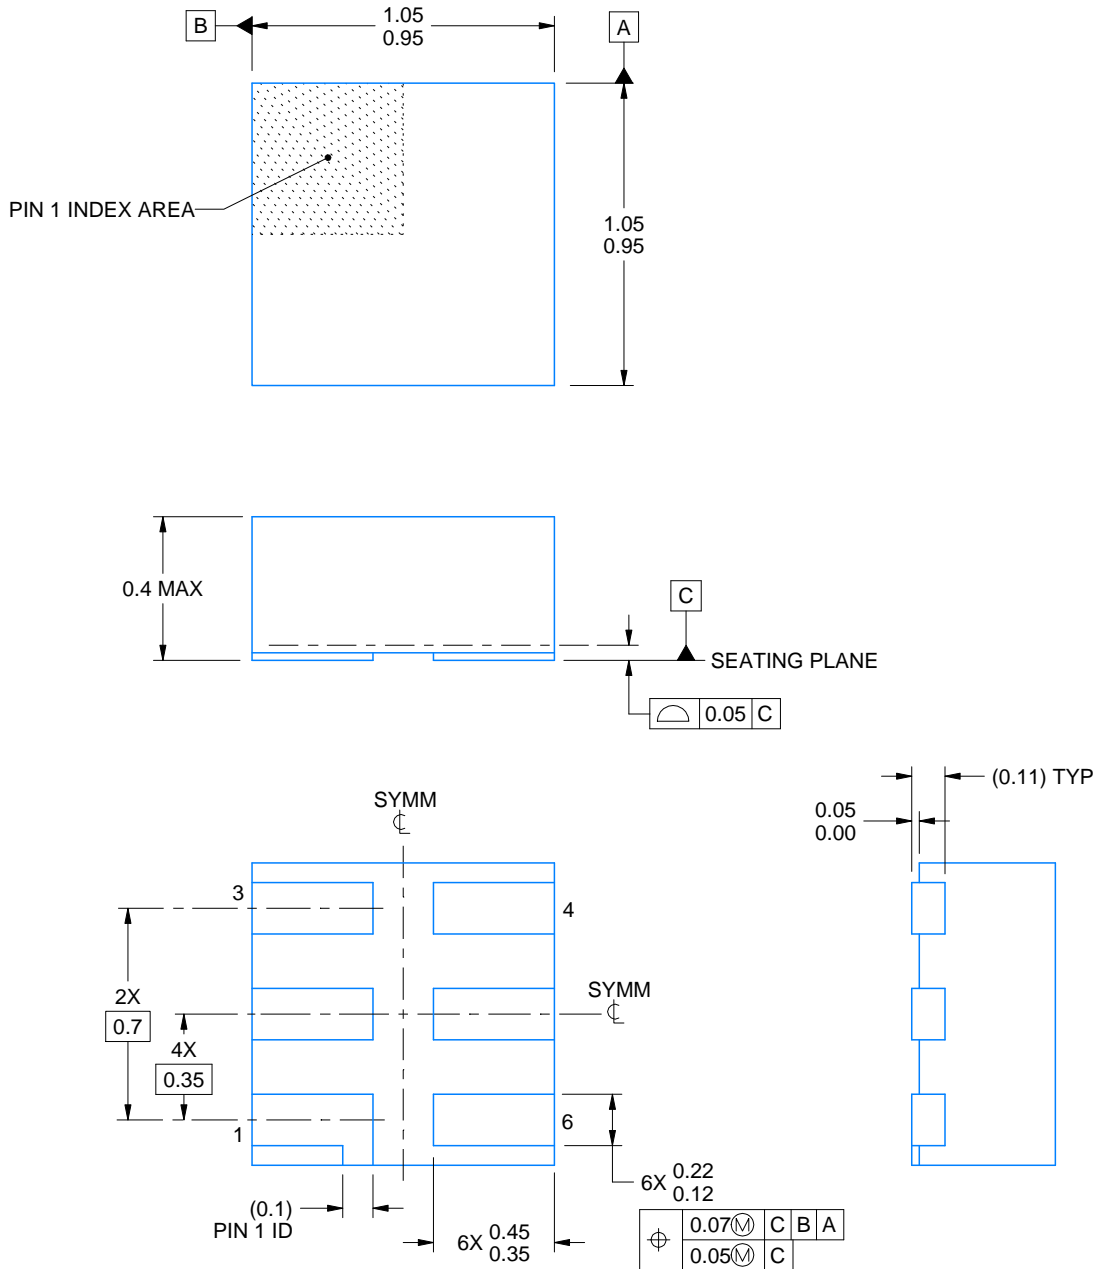 B
1.05
0.95
A
PIN 1 INDEX AREA
1.05
0.95
0.4 MAX
C
SEATING PLANE
0.05 C
(0.11) TYP
0.05
0.00
SYMM
3
4
SYMM
2X
0.7
4X
0.35
1
6
6X 0.22
0.12
(0.1)
PIN 1 ID
6X 0.45
0.35
0.07Ⓜ C B A
0.05Ⓜ C